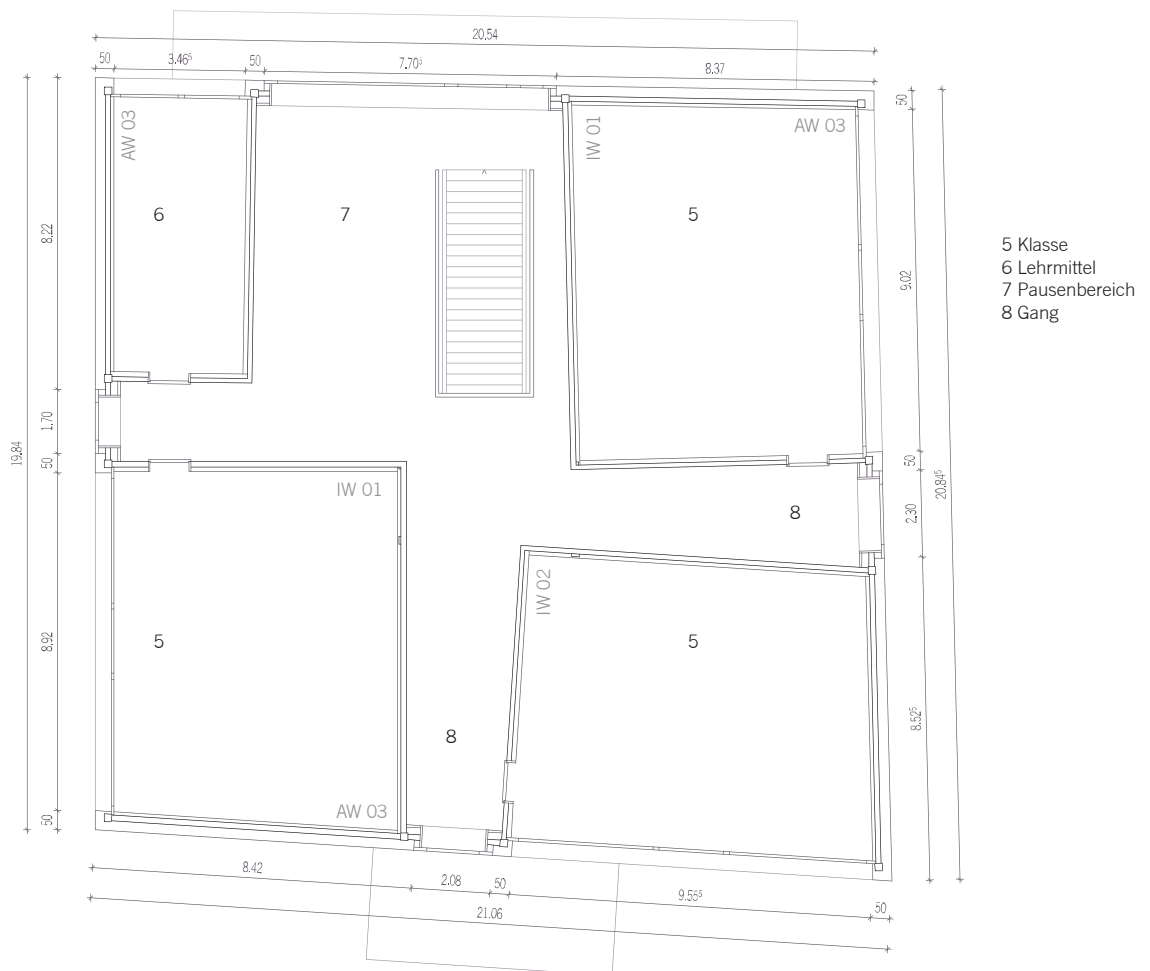 20.54
50 3.46⁵ 50 7.70⁵ 8.37
AW 03
IW 01
AW 03
50
6
7
5
8.22
9.02
5 Klasse
6 Lehrmittel
7 Pausenbereich
8 Gang
1.70
19.84
50
50
20.84⁵
IW 01
8
2.30
IW 02
5
5
8.92
8.52⁵
8
AW 03
50
8.42 2.08 50 9.55⁵ 50
21.06